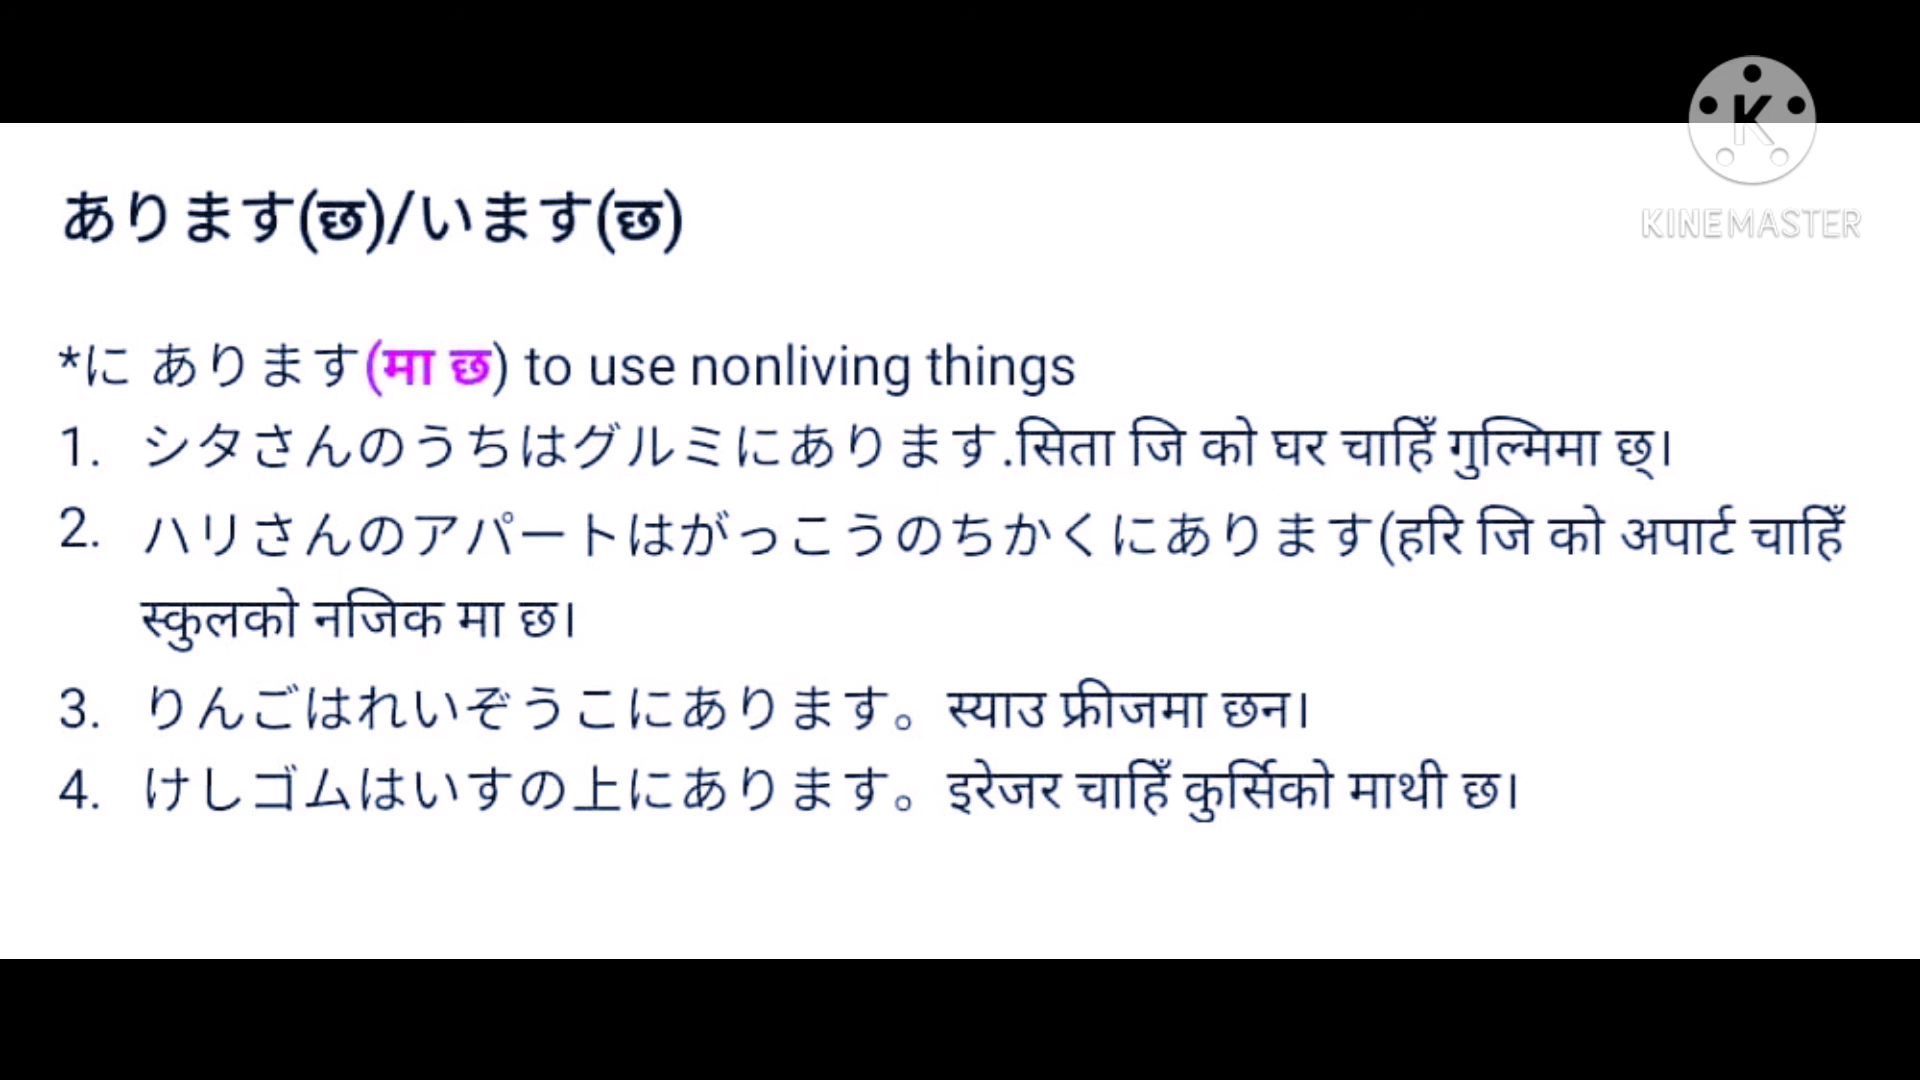 KINEMASTER
あります(छ)/います(छ)
*に あります(मा छ) to use nonliving things
1. シタさんのうちはグルミにあります.सिता जि को घर चाहिँ गुल्मिमा छ्।
2. ハリさんのアパートはがっこうのちかくにあります(हरि जि को अपार्ट चाहिँ
स्कुलको नजिक मा छ।
3. りんごはれいぞうこにあります。स्याउ फ्रीजमा छन।
4. けしゴムはいすの上にあります。इरेजर चाहिँ कुर्सिको माथी छ।